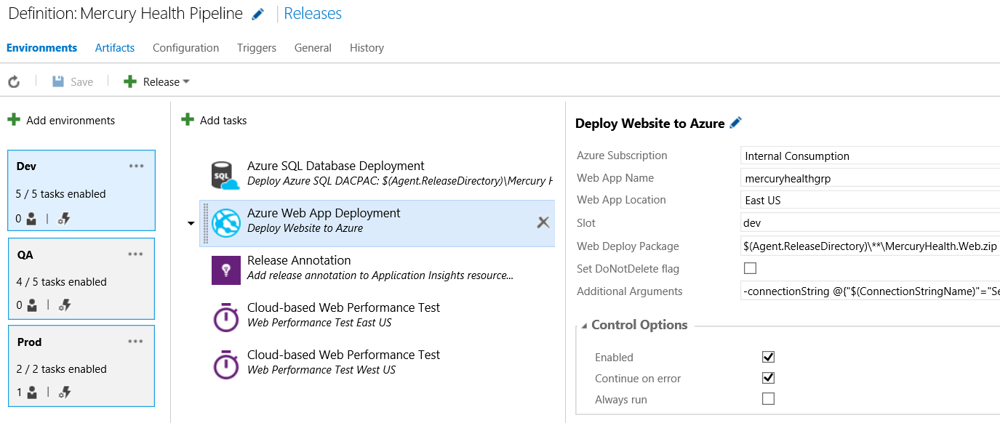 Definition: Mercury Health Pipeline | Releases
Environments Artifacts Configuration Triggers General History
Save Release
Add environments
Dev
5 / 5 tasks enabled
0
QA
4 / 5 tasks enabled
0
Prod
2 / 2 tasks enabled
1
Add tasks
Azure SQL Database Deployment
Deploy Azure SQL DACPAC: $(Agent.ReleaseDirectory)\Mercury H
Azure Web App Deployment
Deploy Website to Azure
Release Annotation
Add release annotation to Application Insights resource...
Cloud-based Web Performance Test
Web Performance Test East US
Cloud-based Web Performance Test
Web Performance Test West US
SQL
Deploy Website to Azure
Azure Subscription Internal Consumption
Web App Name mercuryhealthgrp
Web App Location East US
Slot dev
Web Deploy Package $(Agent.ReleaseDirectory)\**\MercuryHealth.Web.zip
Set DoNotDelete flag
Additional Arguments -connectionString @{"$(ConnectionStringName)"="Se
Control Options
Enabled
Continue on error
Always run